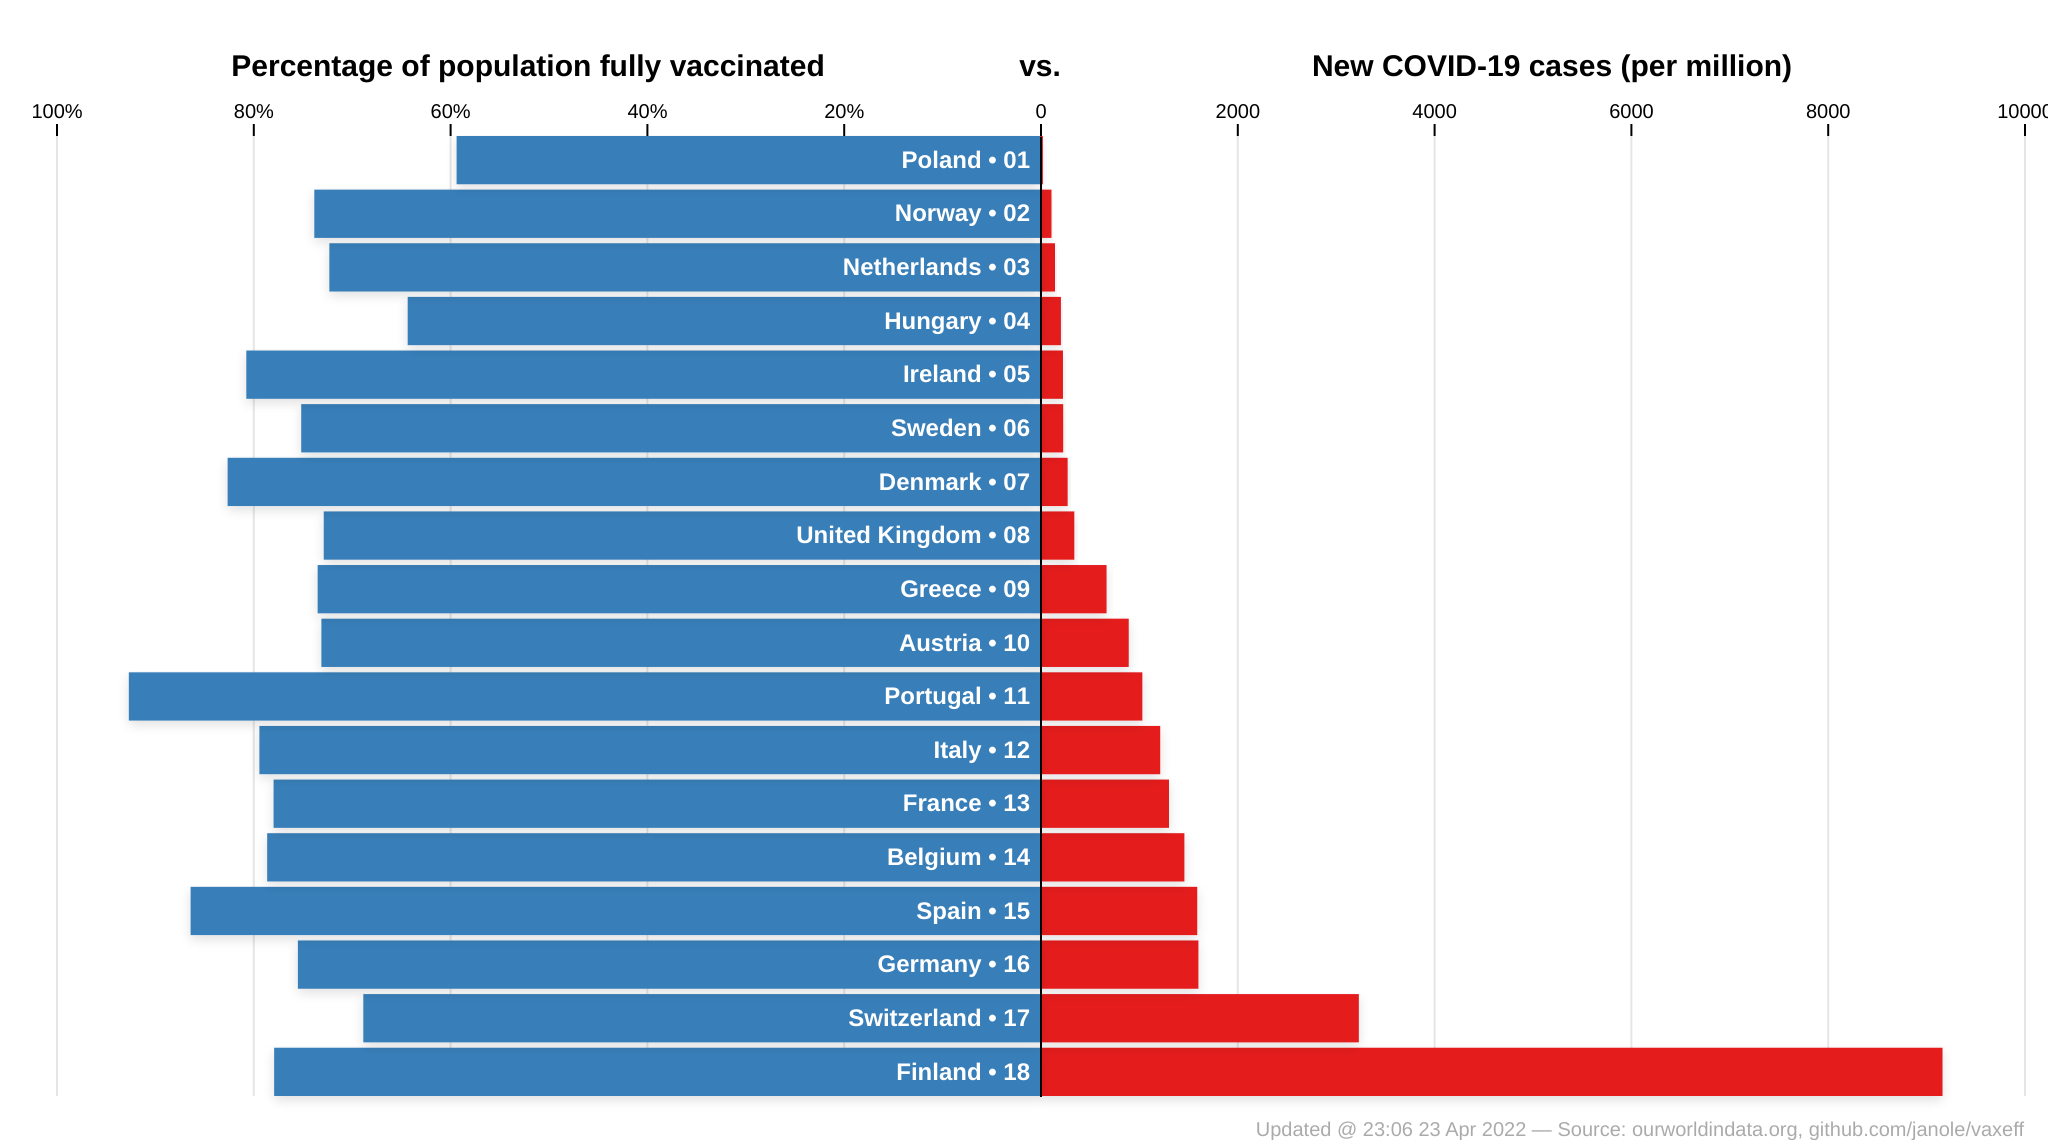 Percentage of population fully vaccinated vs. New COVID-19 cases (per million)
100% 80% 60% 40% 20% 0 2000 4000 6000 8000 10000
Poland • 01
Norway • 02
Netherlands • 03
Hungary • 04
Ireland • 05
Sweden • 06
Denmark • 07
United Kingdom • 08
Greece • 09
Austria • 10
Portugal • 11
Italy • 12
France • 13
Belgium • 14
Spain • 15
Germany • 16
Switzerland • 17
Finland • 18
Updated @ 23:06 23 Apr 2022 — Source: ourworldindata.org, github.com/janole/vaxeff